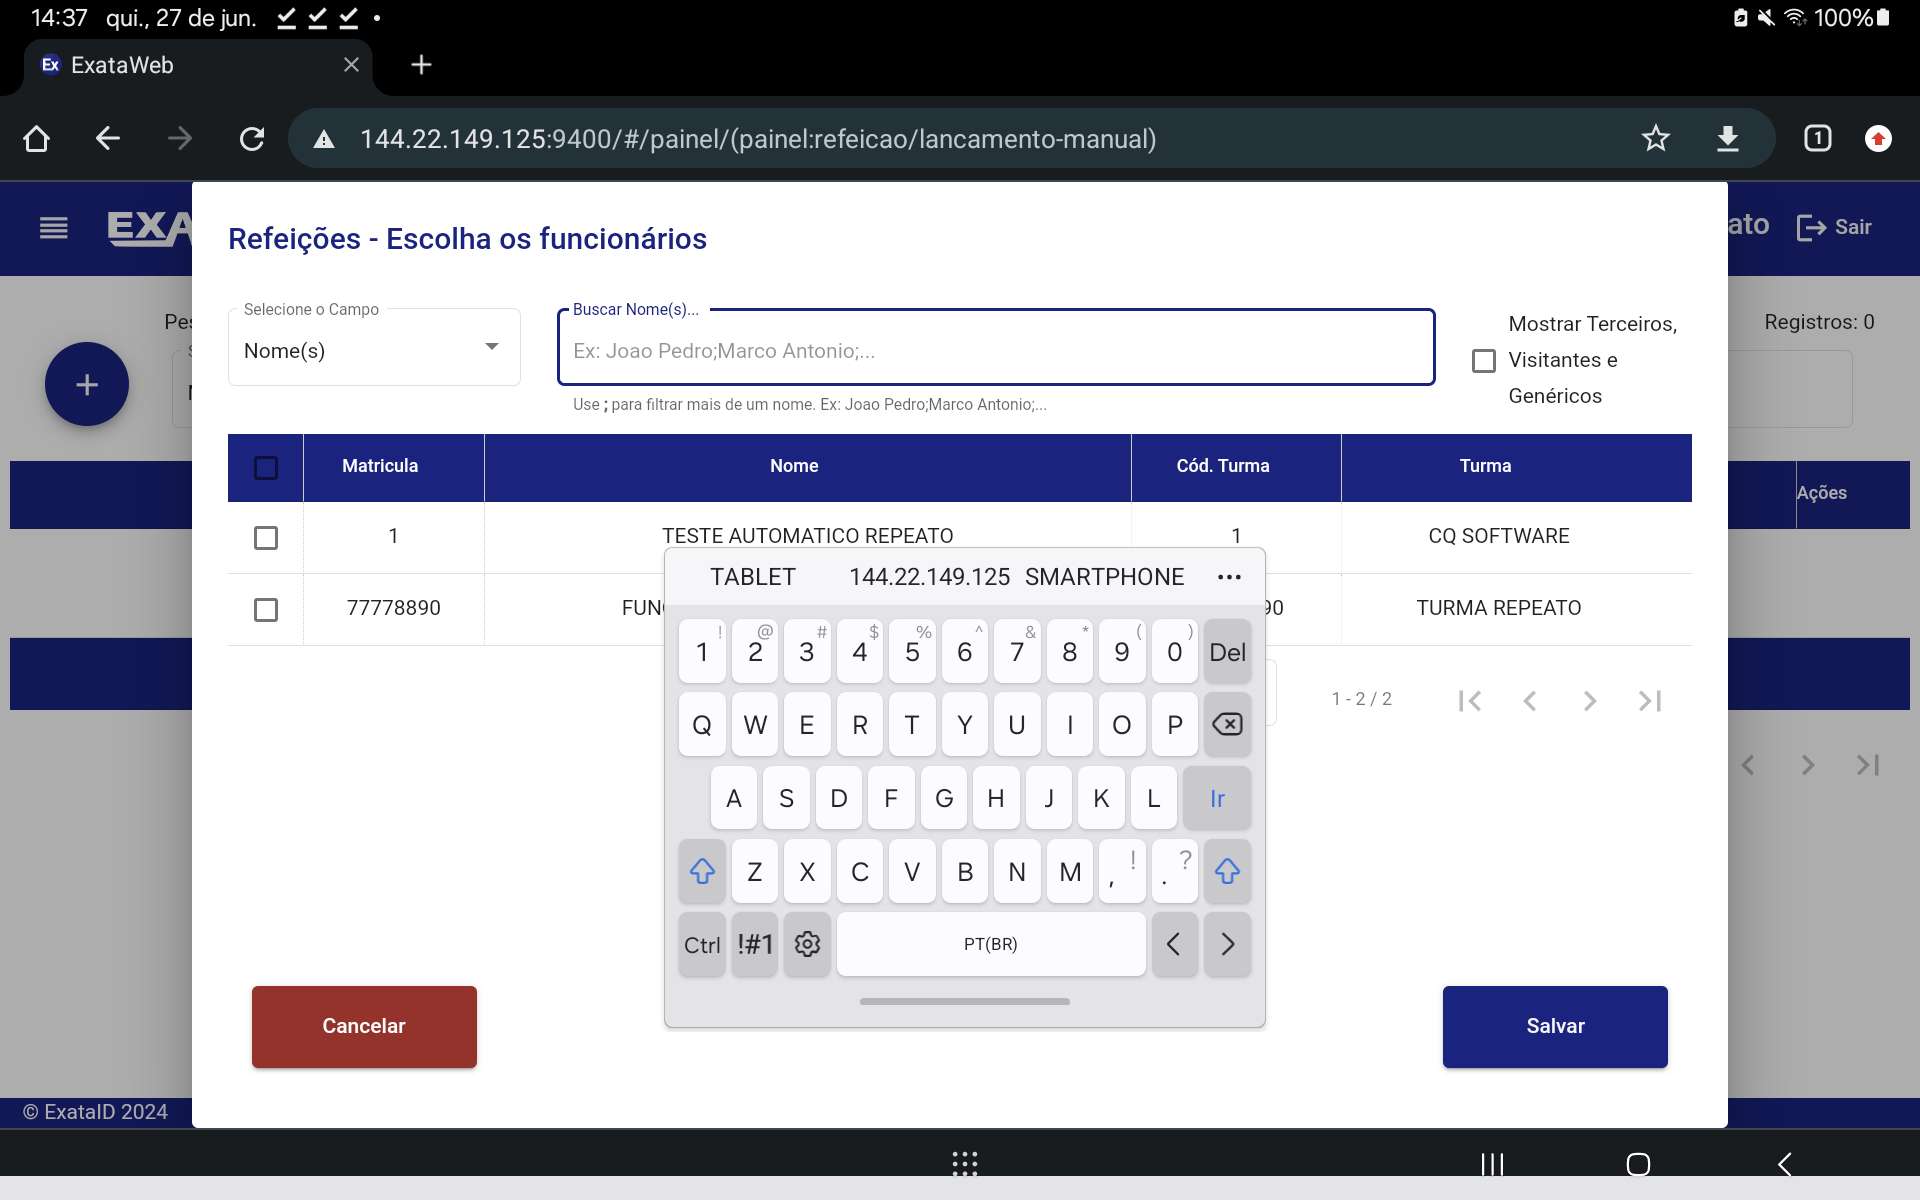 14:37 qui., 27 de jun. 100%
Ex ExataWeb
144.22.149.125:9400/#/painel/(painel:refeicao/lancamento-manual) 1
EXA ato Sair
Refeições - Escolha os funcionários
Selecione o Campo
Nome(s)
Buscar Nome(s)...
Ex: Joao Pedro;Marco Antonio;...
Use ; para filtrar mais de um nome. Ex: Joao Pedro;Marco Antonio;...
Mostrar Terceiros,
Visitantes e
Genéricos
Pes
Registros: 0
Matricula Nome Cód. Turma Turma
Ações
1 TESTE AUTOMATICO REPEATO 1 CQ SOFTWARE
77778890 FUN 90 TURMA REPEATO
1 - 2 / 2
TABLET 144.22.149.125 SMARTPHONE ...
! @ # $ % ^ & * ( )
1 2 3 4 5 6 7 8 9 0 Del
Q W E R T Y U I O P
A S D F G H J K L Ir
Z X C V B N M , ! . ?
Ctrl !#1 PT(BR) < >
Cancelar
Salvar
© ExataID 2024